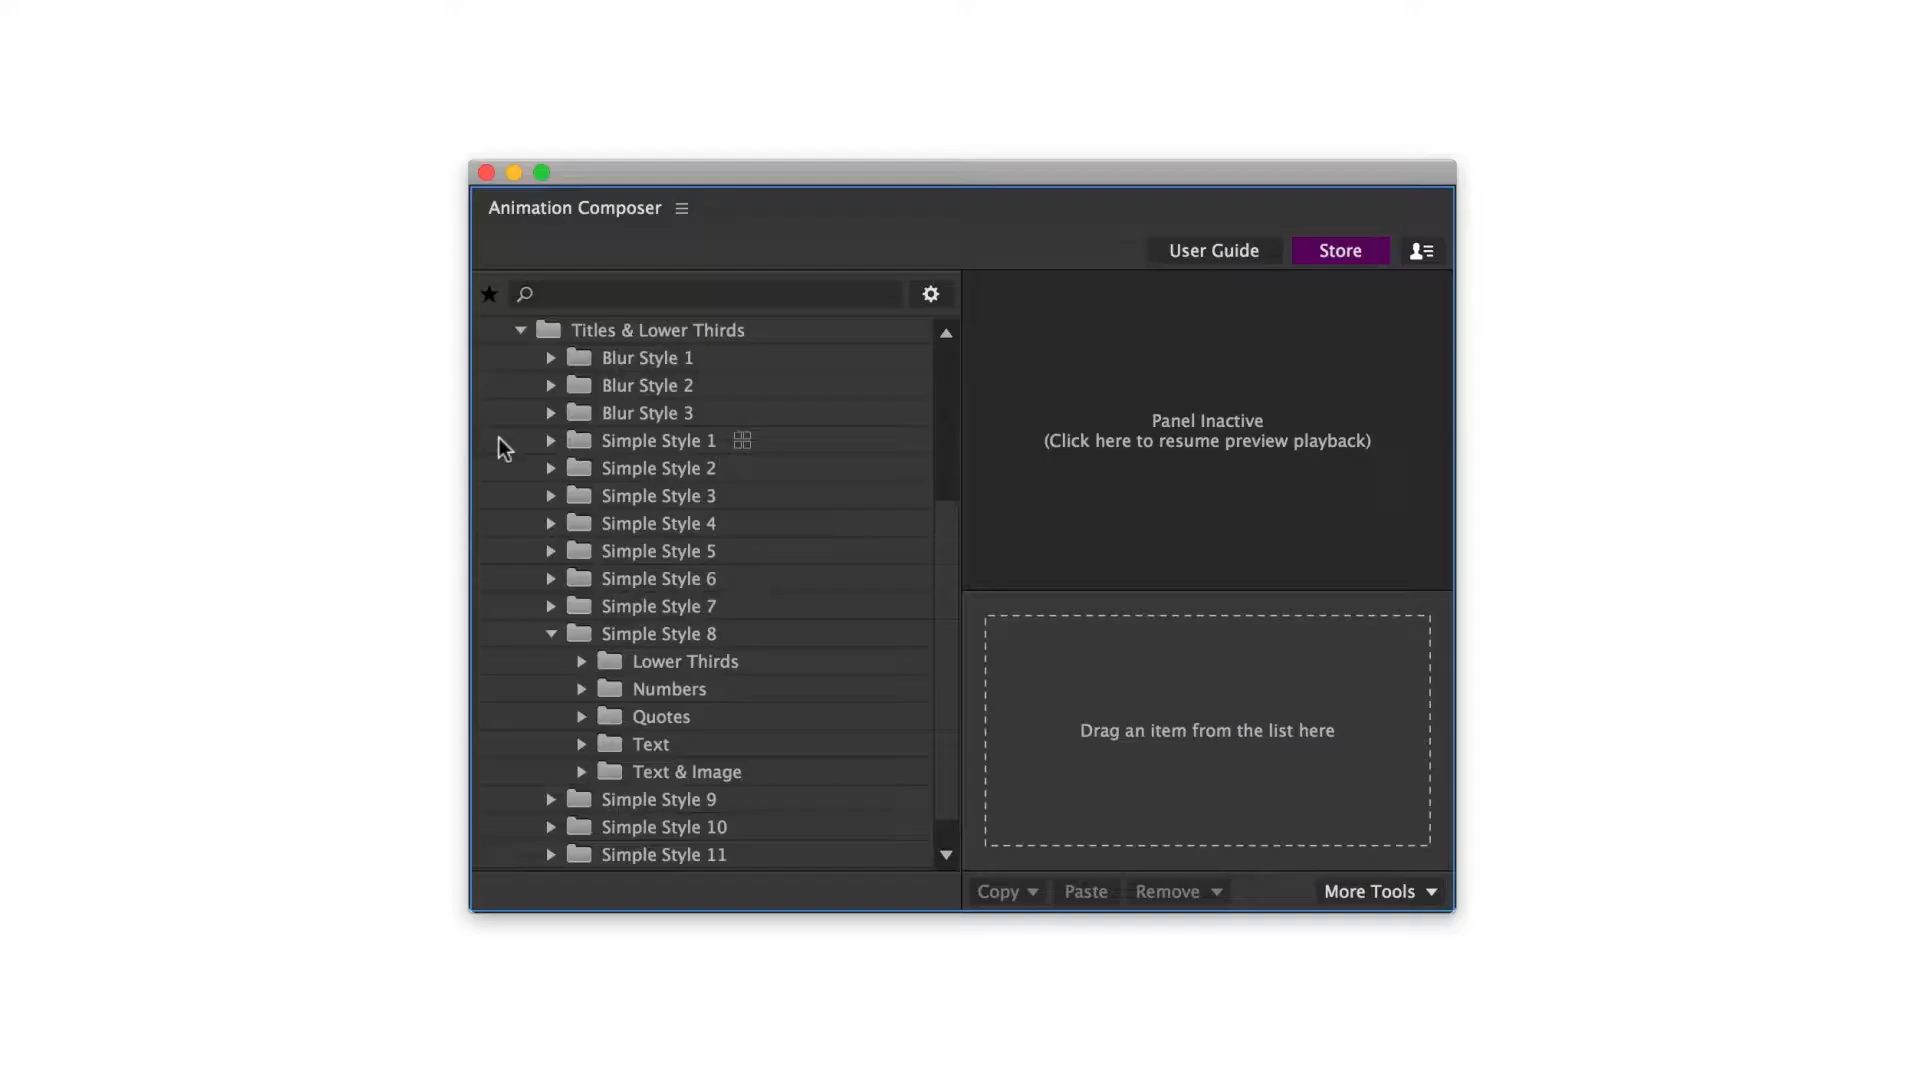 Animation Composer
User Guide
Store
Titles & Lower Thirds
Blur Style 1
Blur Style 2
Blur Style 3
Simple Style 1
Simple Style 2
Simple Style 3
Simple Style 4
Simple Style 5
Simple Style 6
Simple Style 7
Simple Style 8
Lower Thirds
Numbers
Quotes
Text
Text & Image
Simple Style 9
Simple Style 10
Simple Style 11
Panel Inactive
(Click here to resume preview playback)
Drag an item from the list here
Copy
Paste
Remove
More Tools